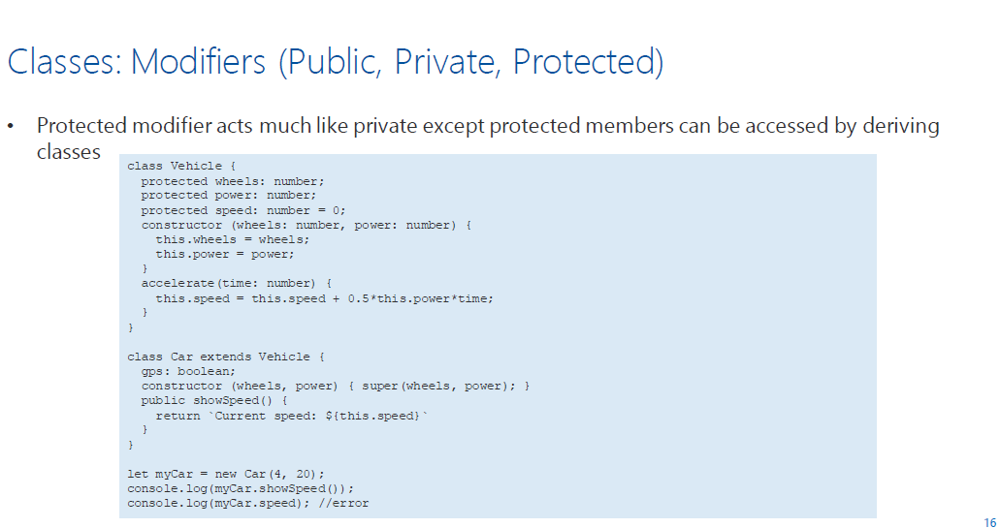 Classes: Modifiers (Public, Private, Protected)
• Protected modifier acts much like private except protected members can be accessed by deriving
classes
class Vehicle {
  protected wheels: number;
  protected power: number;
  protected speed: number = 0;
  constructor (wheels: number, power: number) {
    this.wheels = wheels;
    this.power = power;
  }
  accelerate(time: number) {
    this.speed = this.speed + 0.5*this.power*time;
  }
}

class Car extends Vehicle {
  gps: boolean;
  constructor (wheels, power) { super(wheels, power); }
  public showSpeed() {
    return `Current speed: ${this.speed}`
  }
}

let myCar = new Car(4, 20);
console.log(myCar.showSpeed());
console.log(myCar.speed); //error
16